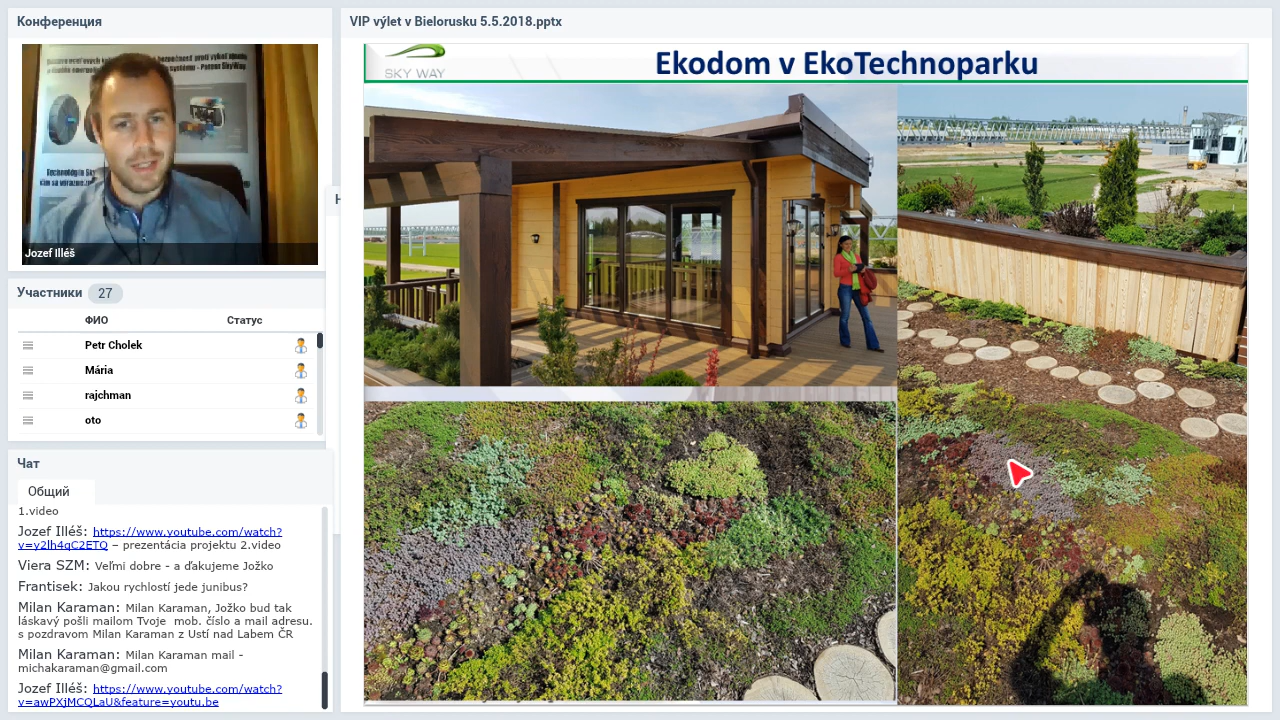 Конференция
Jozef Illéš
Участники 27
ФИО Статус
Petr Cholek
Mária
rajchman
oto
Чат
Общий
1.video
Jozef Illéš: https://www.youtube.com/watch?
v=y2lh4qC2ETQ – prezentácia projektu 2.video
Viera SZM: Veľmi dobre - a ďakujeme Jožko
Frantisek: Jakou rychlostí jede junibus?
Milan Karaman: Milan Karaman, Jožko bud tak
láskavý pošli mailom Tvoje mob. číslo a mail adresu.
s pozdravom Milan Karaman z Ustí nad Labem ČR
Milan Karaman: Milan Karaman mail -
michakaraman@gmail.com
Jozef Illéš: https://www.youtube.com/watch?
v=awPXjMCQLaU&feature=youtu.be
VIP výlet v Bielorusku 5.5.2018.pptx
SKY WAY
Ekodom v EkoTechnoparku